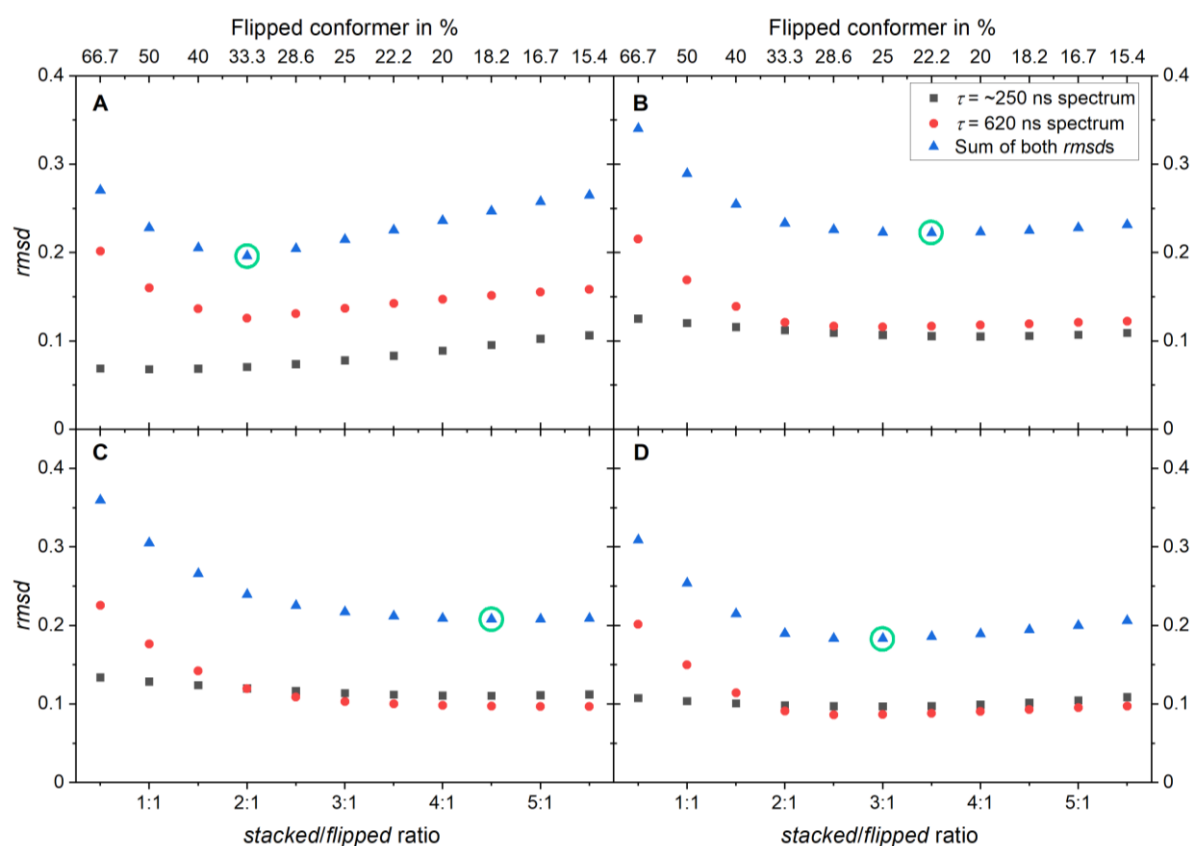 Flipped conformer in %
Flipped conformer in %
66.7 50 40 33.3 28.6 25 22.2 20 18.2 16.7 15.4
66.7 50 40 33.3 28.6 25 22.2 20 18.2 16.7 15.4
0.4
A
B
0.4
τ = ~250 ns spectrum
τ = 620 ns spectrum
Sum of both rmsds
0.3
0.3
rmsd
0.2
0.2
0.1
0.1
0
0
C
D
0.4
0.4
0.3
0.3
rmsd
0.2
0.2
0.1
0.1
0
0
1:1 2:1 3:1 4:1 5:1
1:1 2:1 3:1 4:1 5:1
stacked/flipped ratio
stacked/flipped ratio